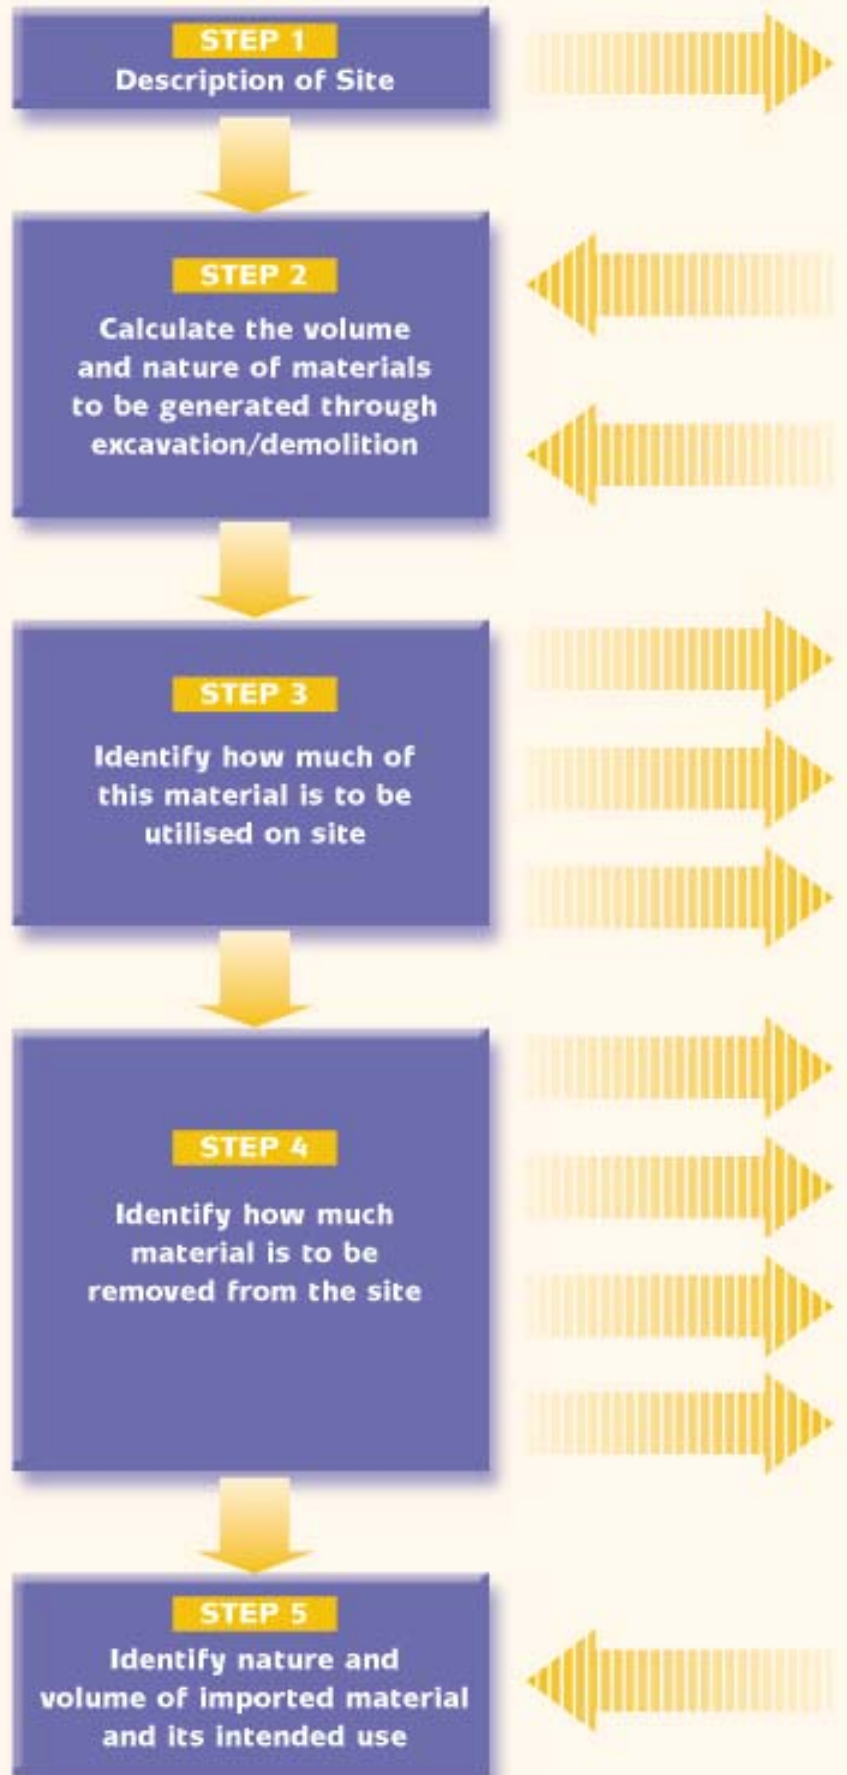 STEP 1
Description of Site
STEP 2
Calculate the volume
and nature of materials
to be generated through
excavation/demolition
STEP 3
Identify how much of
this material is to be
utilised on site
STEP 4
Identify how much
material is to be
removed from the site
STEP 5
Identify nature and
volume of imported material
and its intended use